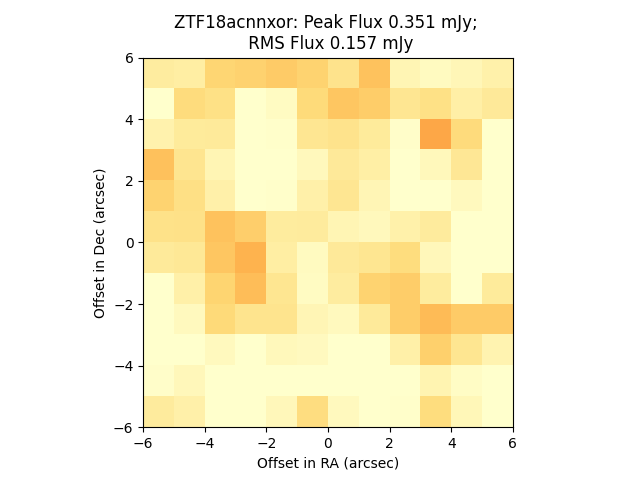 ZTF18acnnxor: Peak Flux 0.351 mJy;
RMS Flux 0.157 mJy
6
4
2
0
−2
−4
−6
Offset in Dec (arcsec)
−6 −4 −2 0 2 4 6
Offset in RA (arcsec)